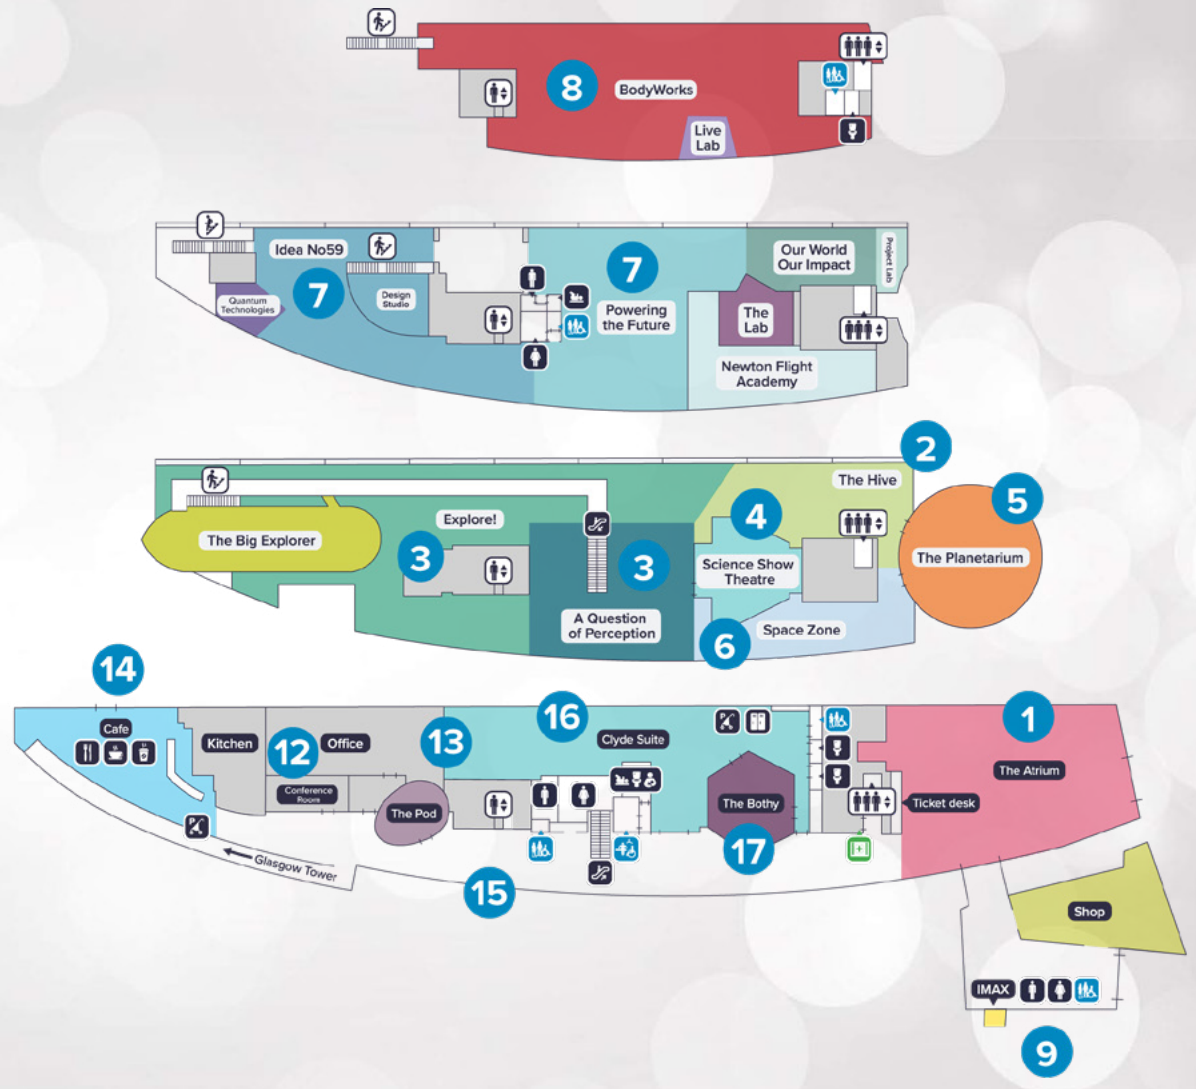 8
BodyWorks
Live
Lab
Idea No59
7
Design
Studio
Quantum
Technologies
7
Powering
the Future
Our World
Our Impact
Project Lab
The
Lab
Newton Flight
Academy
2
The Hive
5
4
Explore!
The Big Explorer
3
3
Science Show
Theatre
The Planetarium
A Question
of Perception
6
Space Zone
14
Cafe
Kitchen
12
Office
13
16
Clyde Suite
1
The Atrium
Conference
Room
The Pod
The Bothy
Ticket desk
P
P
17
Glasgow Tower
15
Shop
IMAX
9